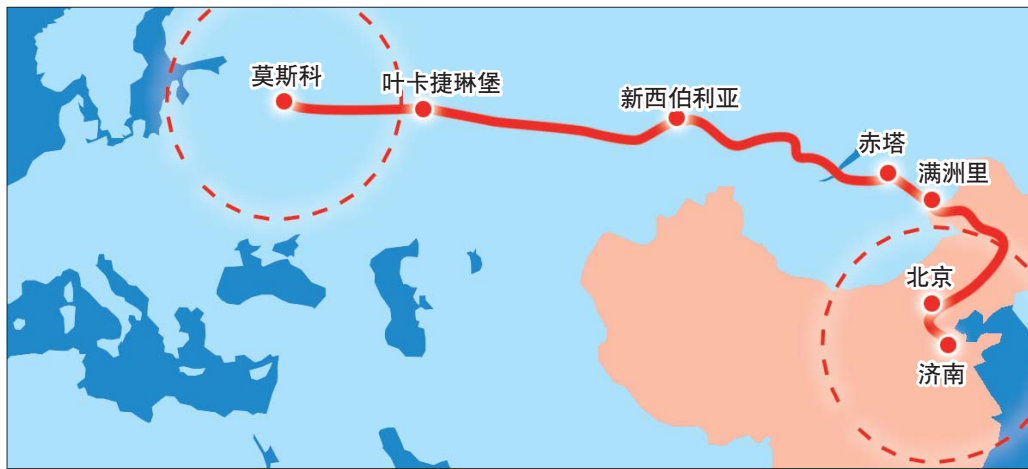 莫斯科
叶卡捷琳堡
新西伯利亚
赤塔
满洲里
北京
济南